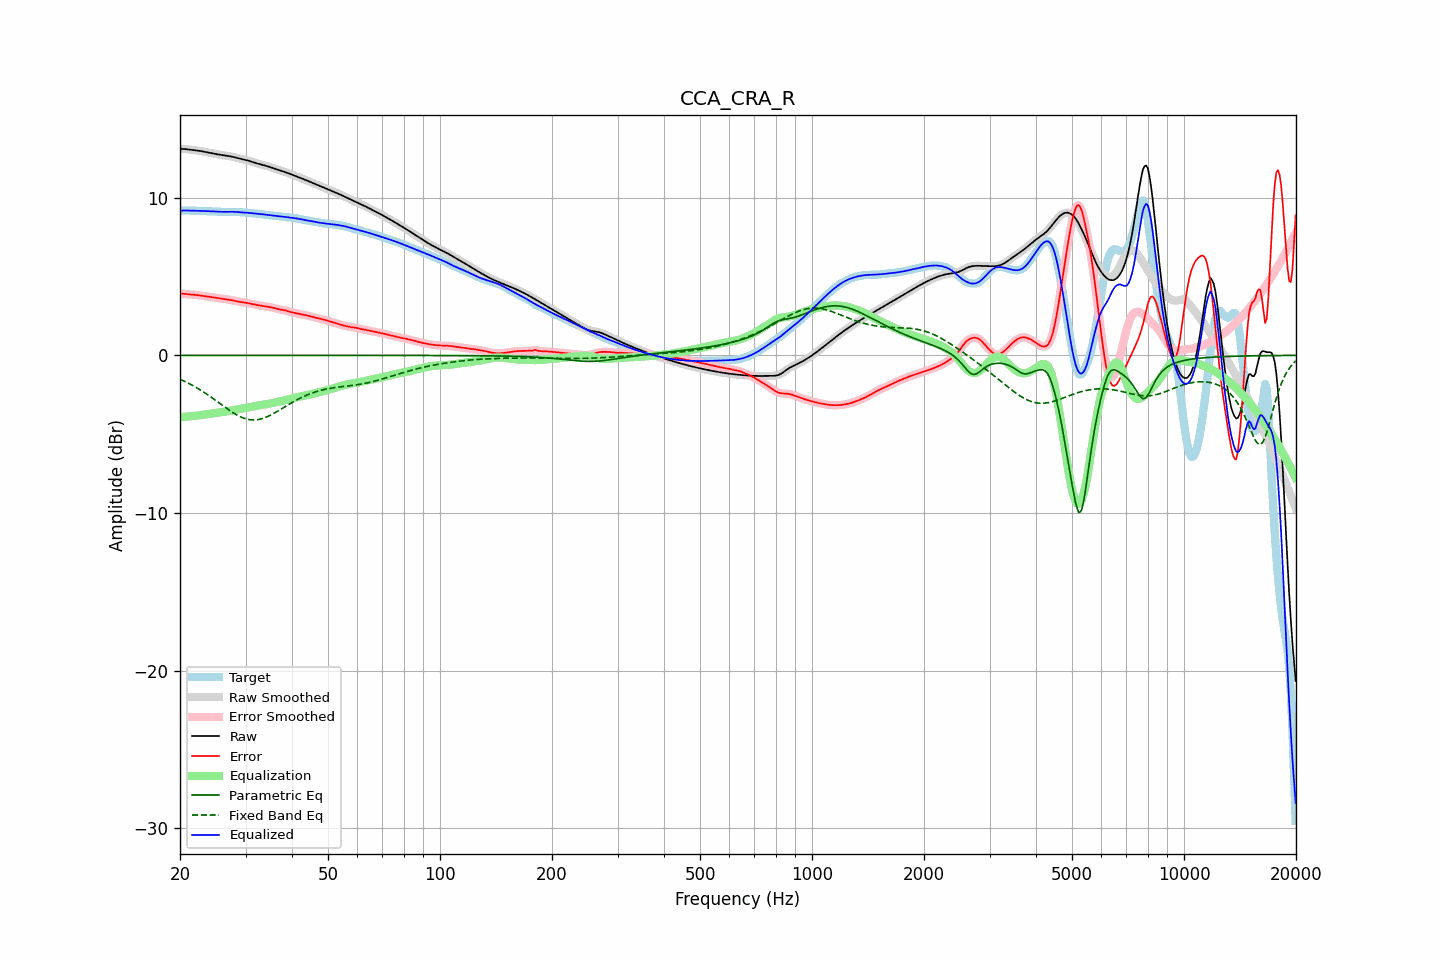 CCA_CRA_R
Amplitude (dBr)
10
0
−10
−20
−30
Target
Raw Smoothed
Error Smoothed
Raw
Error
Equalization
Parametric Eq
Fixed Band Eq
Equalized
20 50 100 200 500 1000 2000 5000 10000 20000
Frequency (Hz)